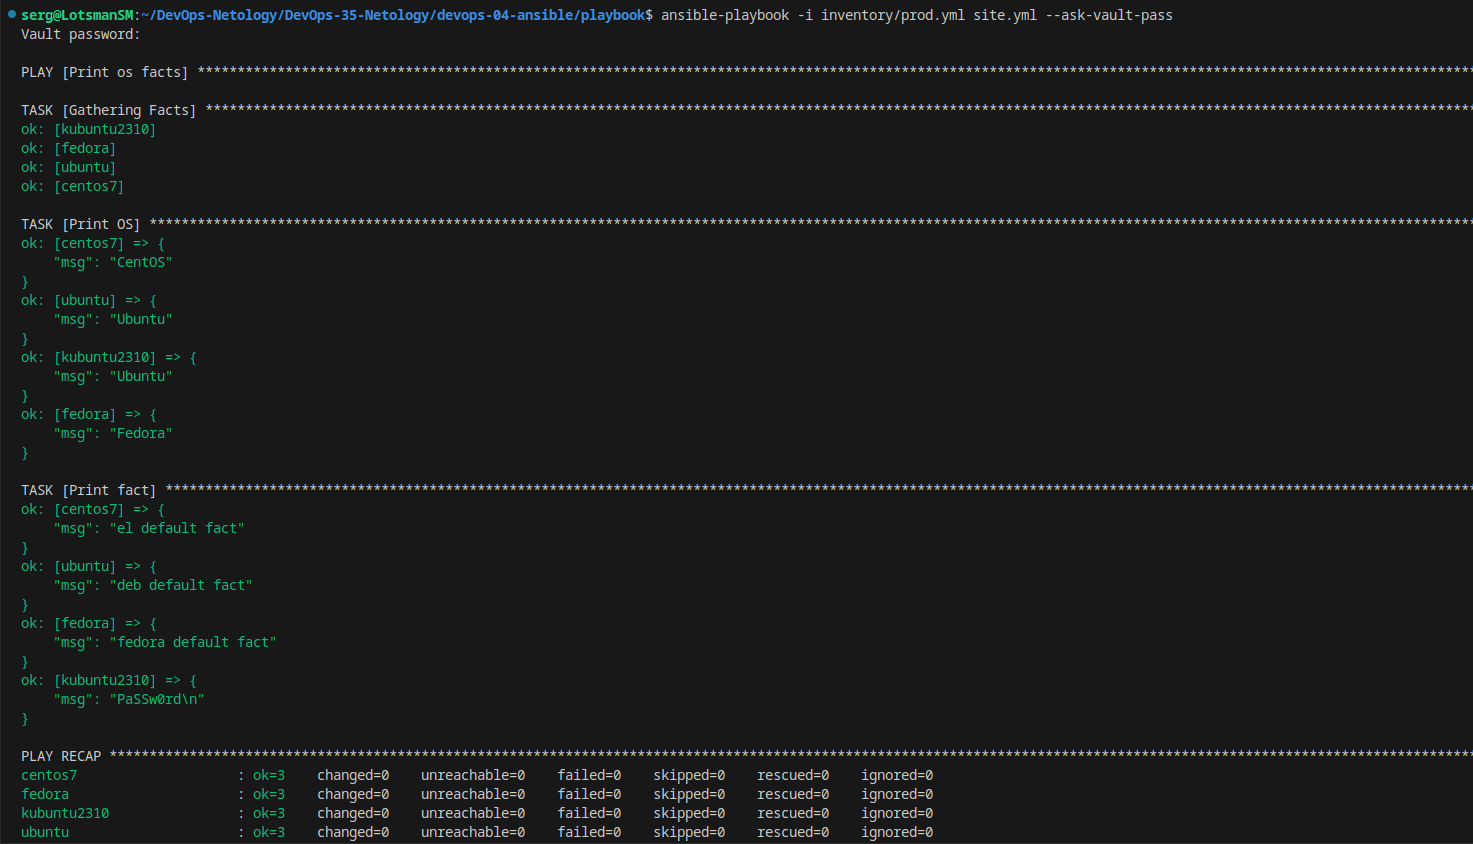 serg@LotsmanSM:~/DevOps-Netology/DevOps-35-Netology/devops-04-ansible/playbook$ ansible-playbook -i inventory/prod.yml site.yml --ask-vault-pass
Vault password:
PLAY [Print os facts] ****************************************************************************************************************************************************************
TASK [Gathering Facts] ***************************************************************************************************************************************************************
ok: [kubuntu2310]
ok: [fedora]
ok: [ubuntu]
ok: [centos7]
TASK [Print OS] **********************************************************************************************************************************************************************
ok: [centos7] => {
    "msg": "CentOS"
}
ok: [ubuntu] => {
    "msg": "Ubuntu"
}
ok: [kubuntu2310] => {
    "msg": "Ubuntu"
}
ok: [fedora] => {
    "msg": "Fedora"
}
TASK [Print fact] ********************************************************************************************************************************************************************
ok: [centos7] => {
    "msg": "el default fact"
}
ok: [ubuntu] => {
    "msg": "deb default fact"
}
ok: [fedora] => {
    "msg": "fedora default fact"
}
ok: [kubuntu2310] => {
    "msg": "PaSSw0rd\n"
}
PLAY RECAP ***************************************************************************************************************************************************************************
centos7                    : ok=3    changed=0    unreachable=0    failed=0    skipped=0    rescued=0    ignored=0
fedora                     : ok=3    changed=0    unreachable=0    failed=0    skipped=0    rescued=0    ignored=0
kubuntu2310                : ok=3    changed=0    unreachable=0    failed=0    skipped=0    rescued=0    ignored=0
ubuntu                     : ok=3    changed=0    unreachable=0    failed=0    skipped=0    rescued=0    ignored=0